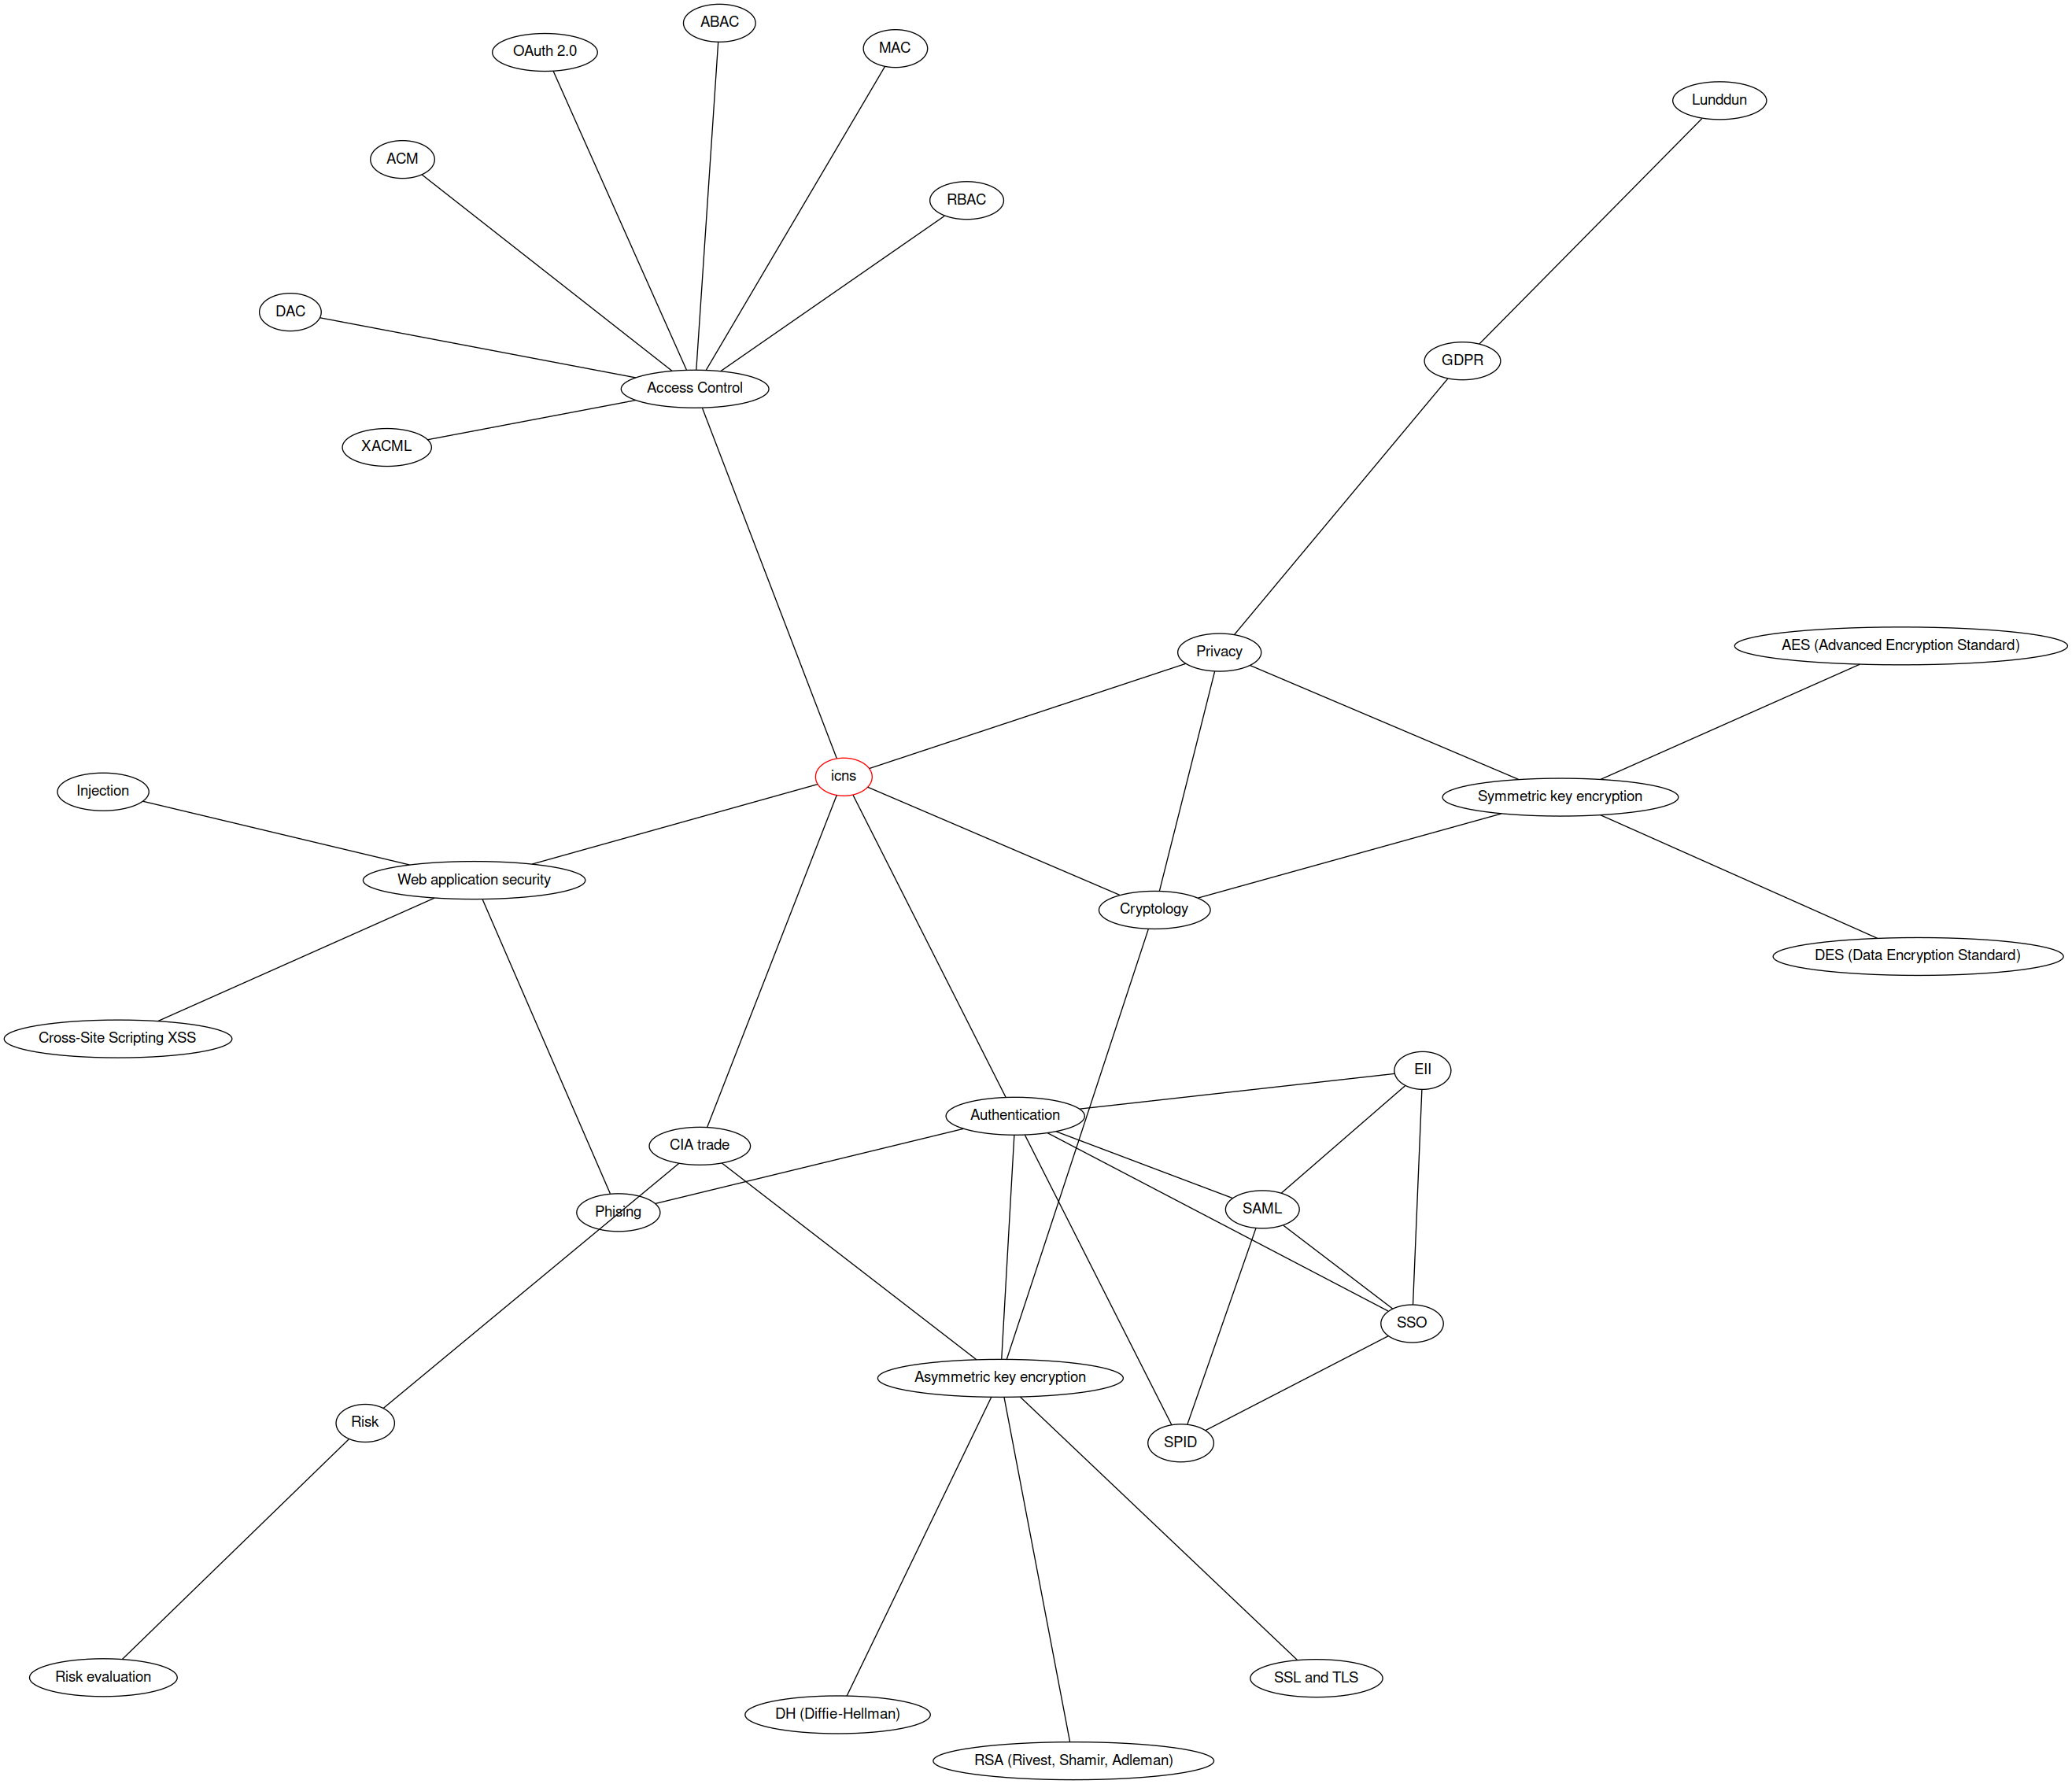 ABAC
OAuth 2.0
MAC
Lunddun
ACM
RBAC
DAC
GDPR
Access Control
XACML
AES (Advanced Encryption Standard)
Privacy
icns
Injection
Symmetric key encryption
Web application security
Cryptology
DES (Data Encryption Standard)
Cross-Site Scripting XSS
EII
Authentication
CIA trade
SAML
Phising
SSO
Asymmetric key encryption
Risk
SPID
Risk evaluation
SSL and TLS
DH (Diffie-Hellman)
RSA (Rivest, Shamir, Adleman)